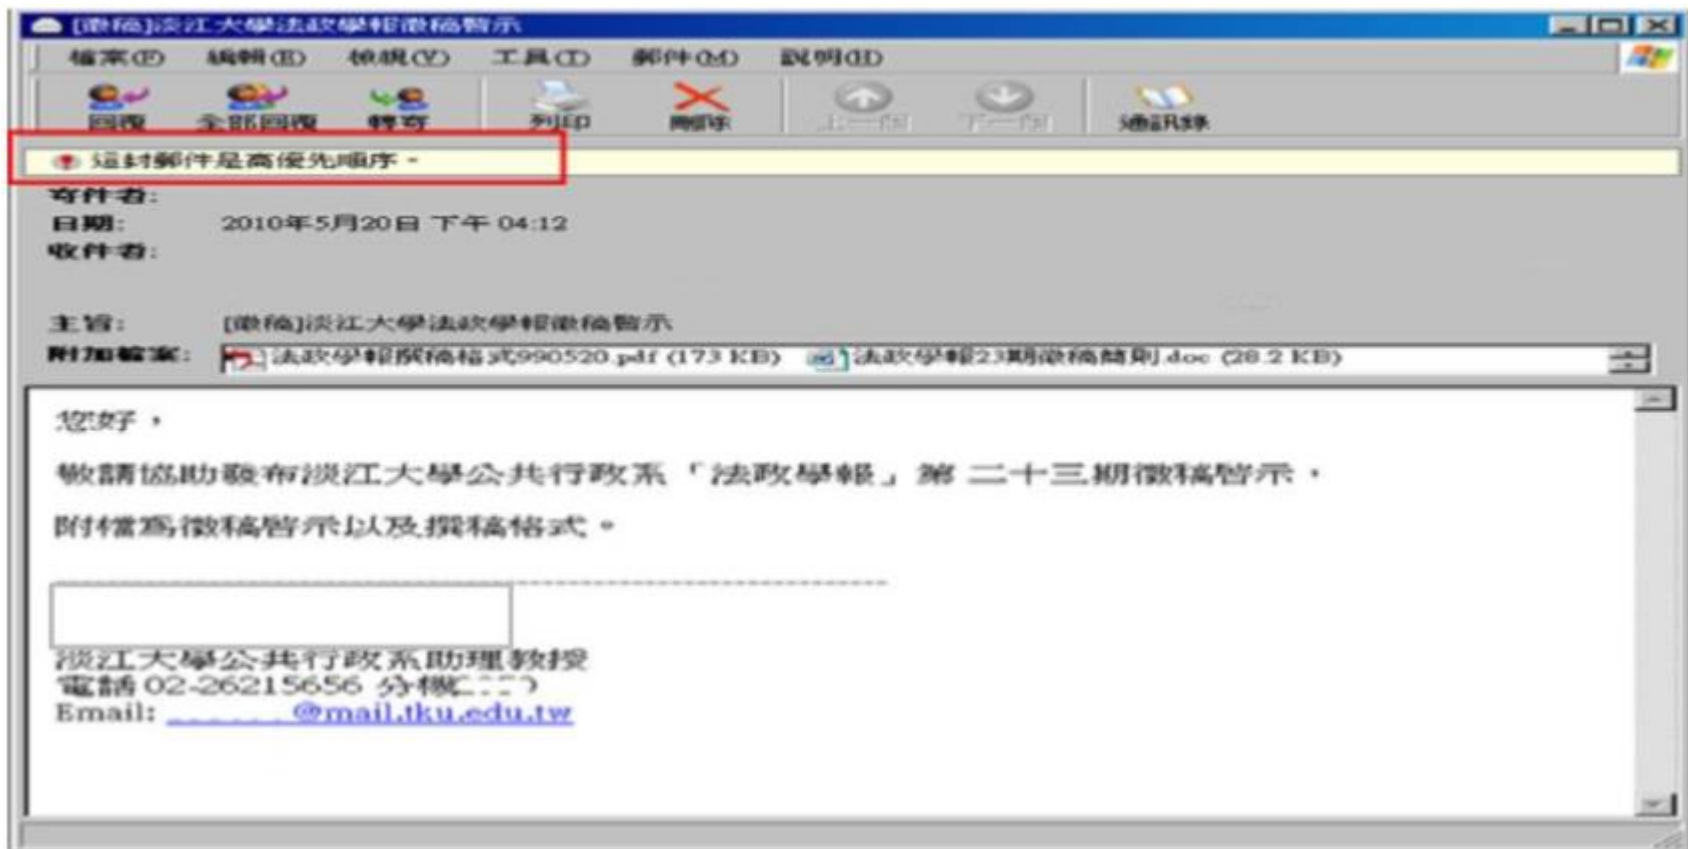 [徵稿]淡江大學法政學報徵稿啟示
檔案(F) 編輯(E) 檢視(V) 工具(T) 郵件(M) 說明(H)
回覆 全部回覆 轉寄 列印 刪除 上一個 下一個 通訊錄
這封郵件是高優先順序。
寄件者:
日期: 2010年5月20日 下午 04:12
收件者:
主旨: [徵稿]淡江大學法政學報徵稿啟示
附加檔案: 法政學報撰稿格式990520.pdf (173 KB) 法政學報23期徵稿簡則.doc (28.2 KB)
您好，
敬請協助發布淡江大學公共行政系「法政學報」第 二十三期徵稿啟示，
附檔為徵稿啟示以及撰稿格式。
淡江大學公共行政系助理教授
電話 02-26215656 分機
Email: @mail.tku.edu.tw